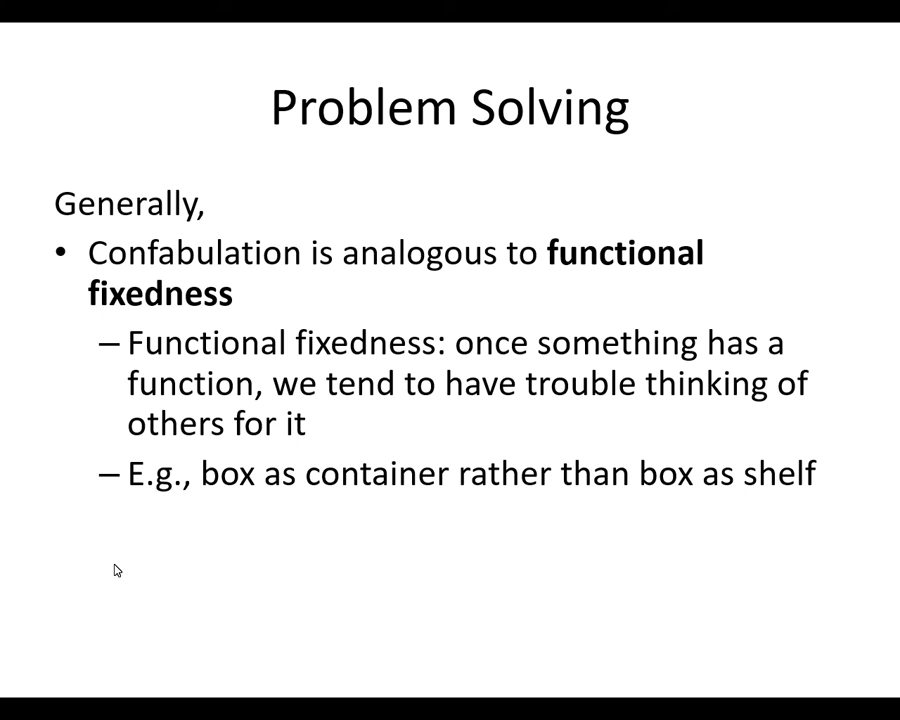 Problem Solving
Generally,
• Confabulation is analogous to functional
fixedness
– Functional fixedness: once something has a
function, we tend to have trouble thinking of
others for it
– E.g., box as container rather than box as shelf